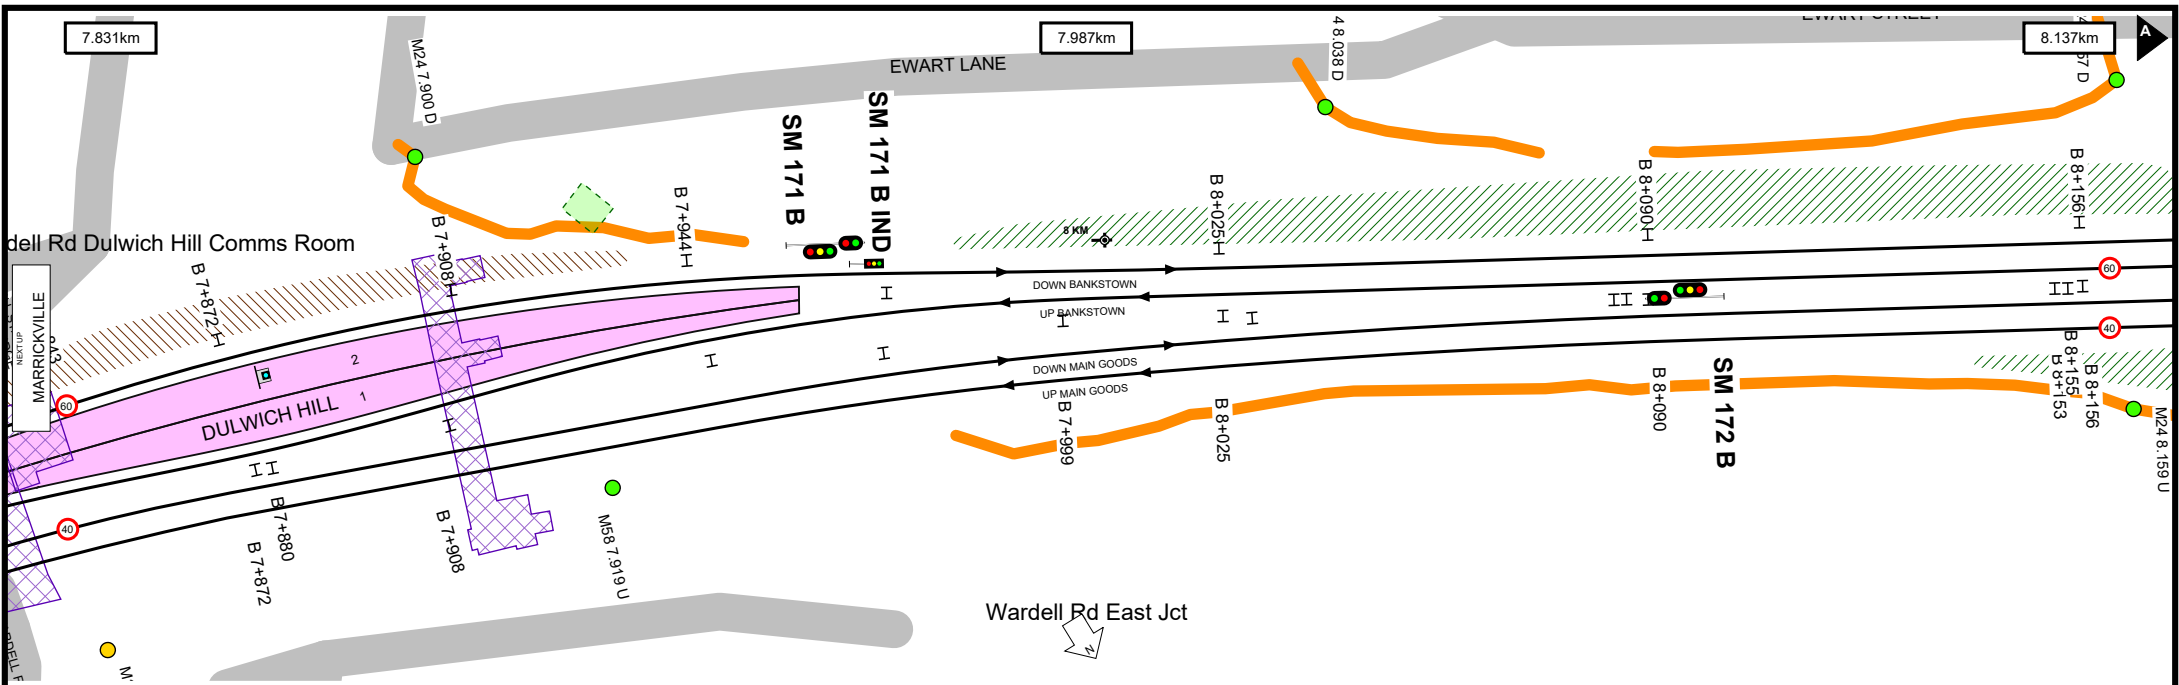 7.831km
7.987km
8.137km
A
EWART LANE
M24 7.900 D
SM 171 B
SM 171 B IND
B 7+944
B 8+025
B 8+090
B 8+156
8 KM
dell Rd Dulwich Hill Comms Room
B 7+872
B 7+908
NEXT UP
MARRICKVILLE
60
40
2
1
DULWICH HILL
DOWN BANKSTOWN
UP BANKSTOWN
DOWN MAIN GOODS
UP MAIN GOODS
60
40
B 7+880
B 7+872
B 7+908
M58 7.919 U
B 7+999
B 8+025
B 8+090
SM 172 B
B 8+153
B 8+155
B 8+156
M24 8.159 U
Wardell Rd East Jct
N